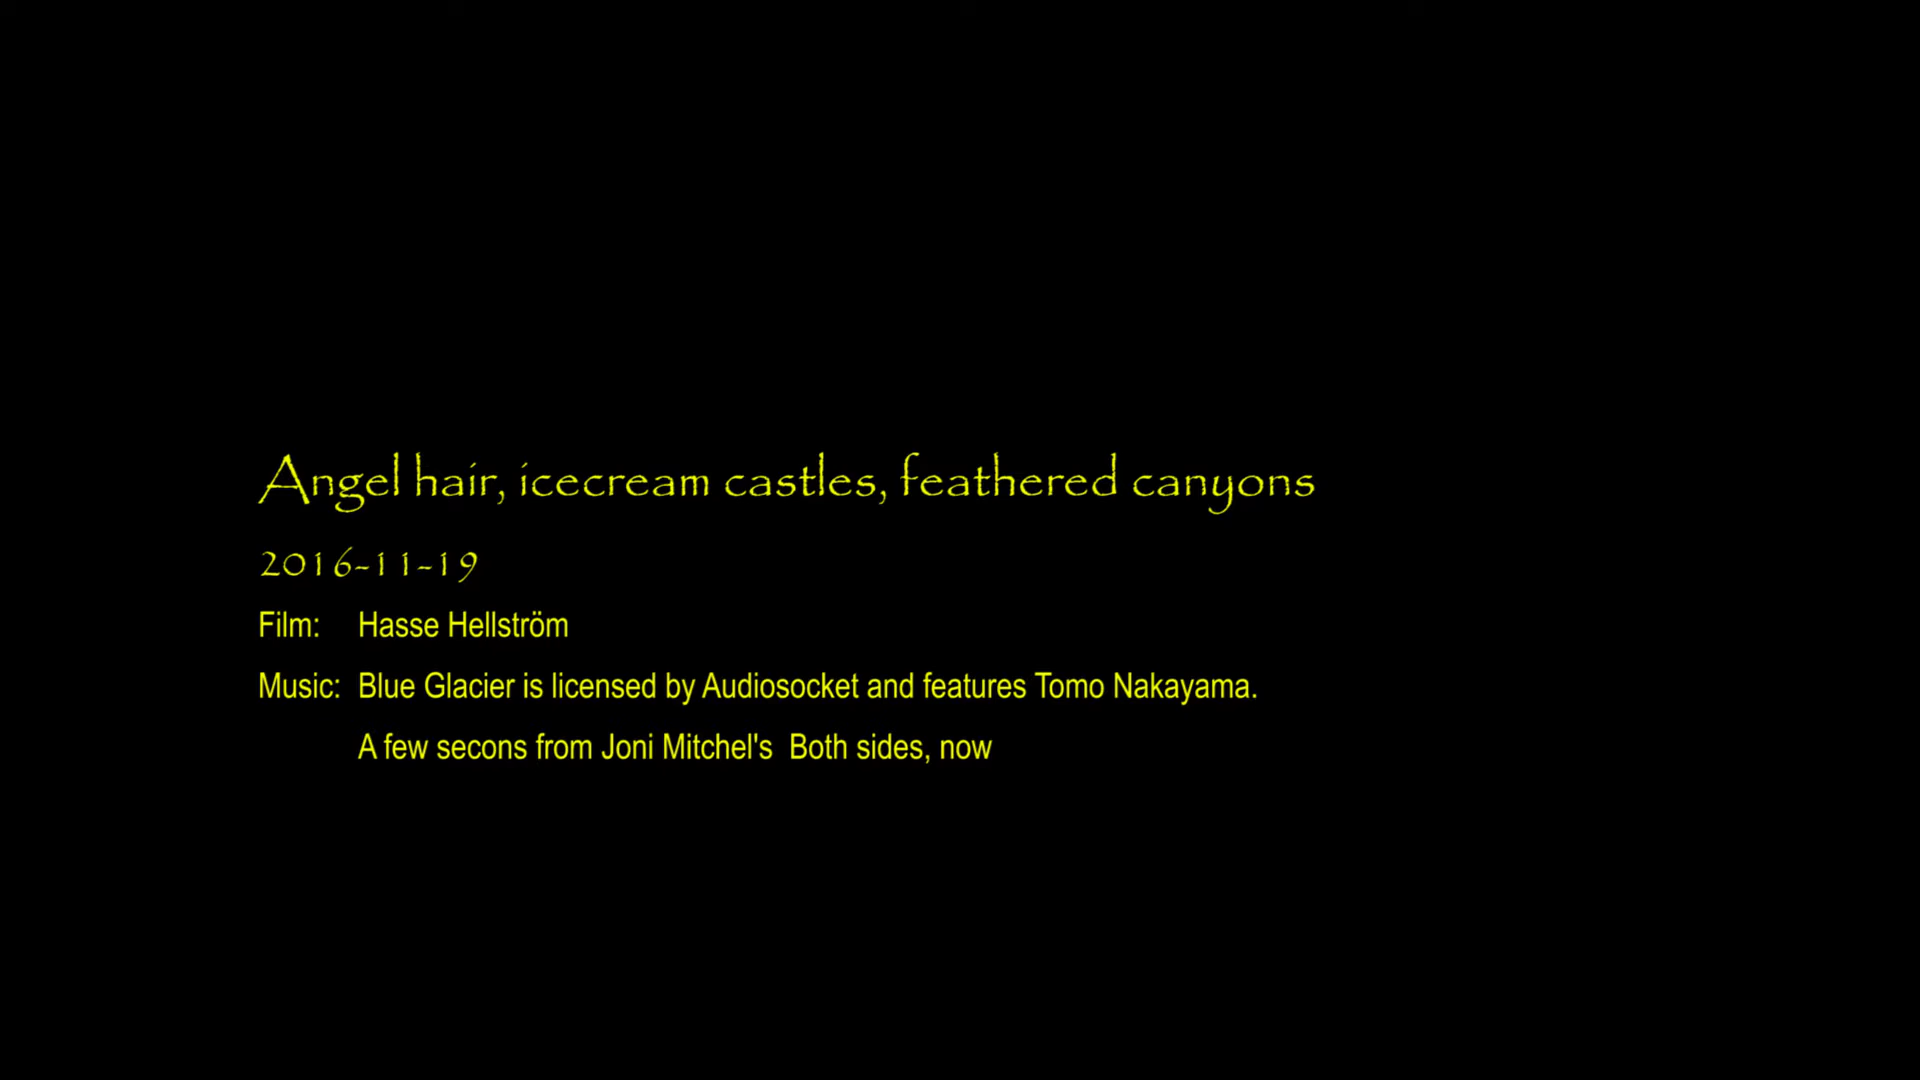 Angel hair, icecream castles, feathered canyons
2016-11-19
Film: Hasse Hellström
Music: Blue Glacier is licensed by Audiosocket and features Tomo Nakayama.
A few secons from Joni Mitchel's Both sides, now